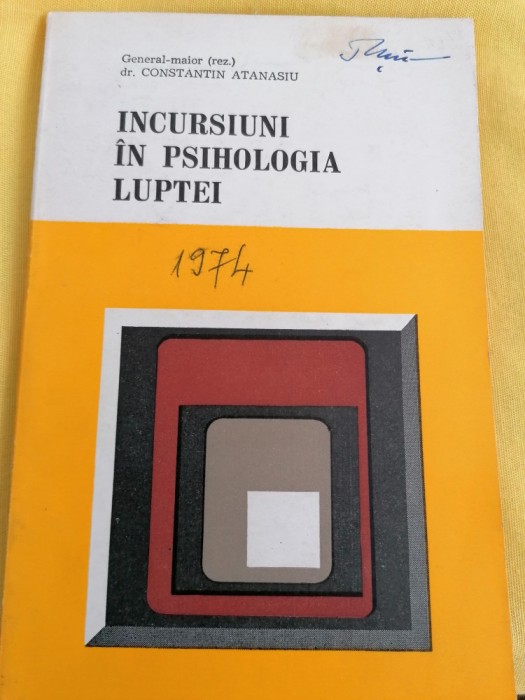 General-maior (rez.)
dr. CONSTANTIN ATANASIU
INCURSIUNI
ÎN PSIHOLOGIA
LUPTEI
1974